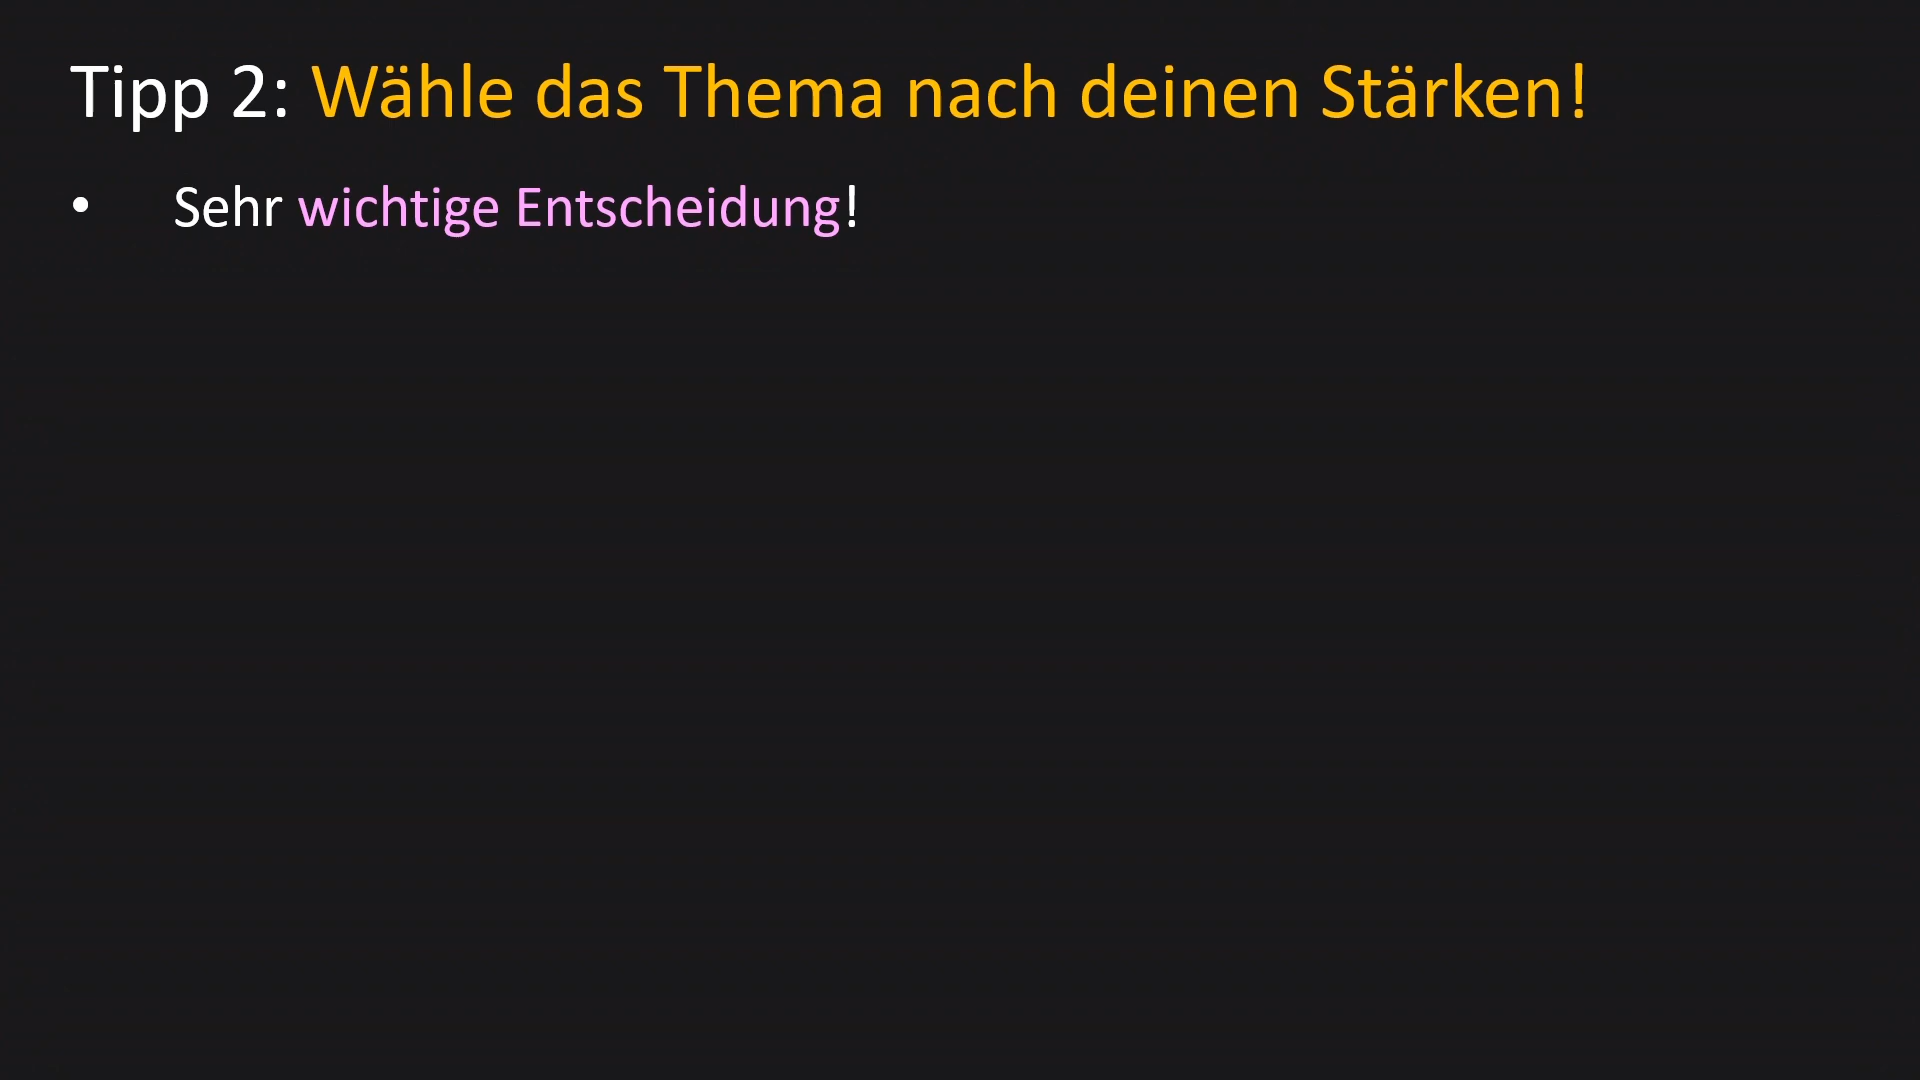 Tipp 2: Wähle das Thema nach deinen Stärken!
• Sehr wichtige Entscheidung!